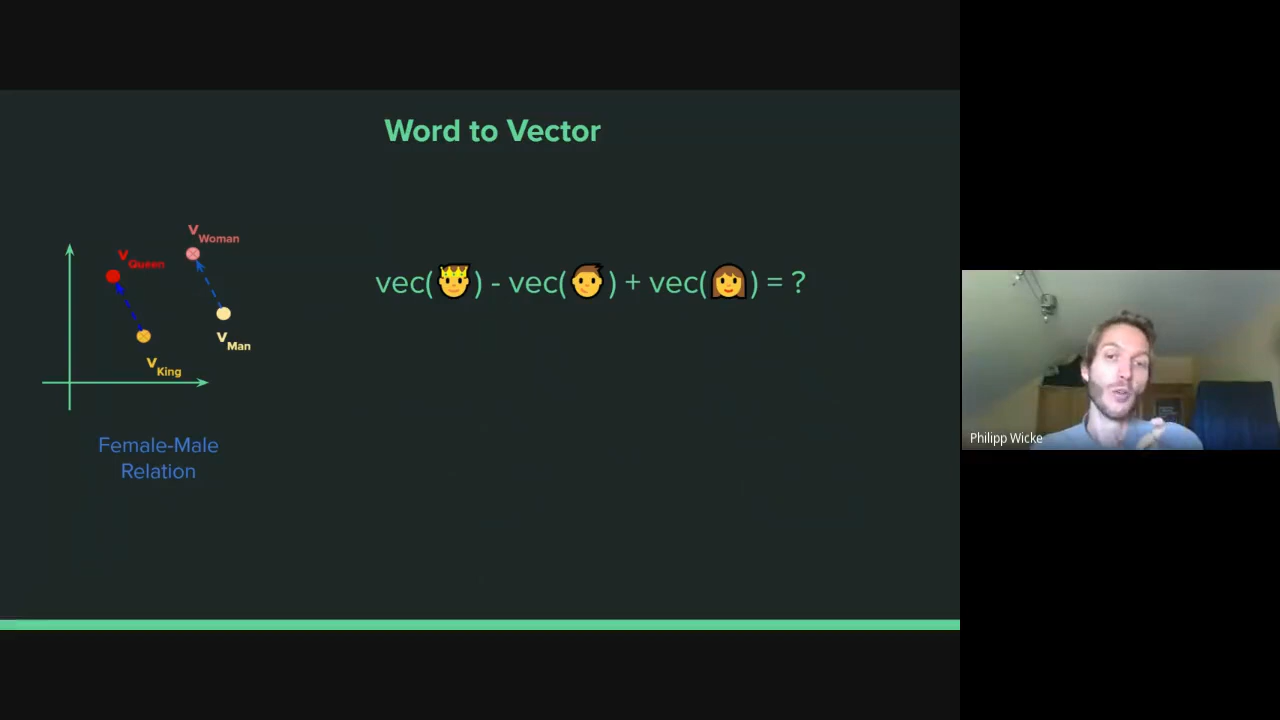 Word to Vector
V Woman
V Queen
vec(🤴) - vec(👨) + vec(👩) = ?
V Man
V King
Female-Male
Relation
Philipp Wicke